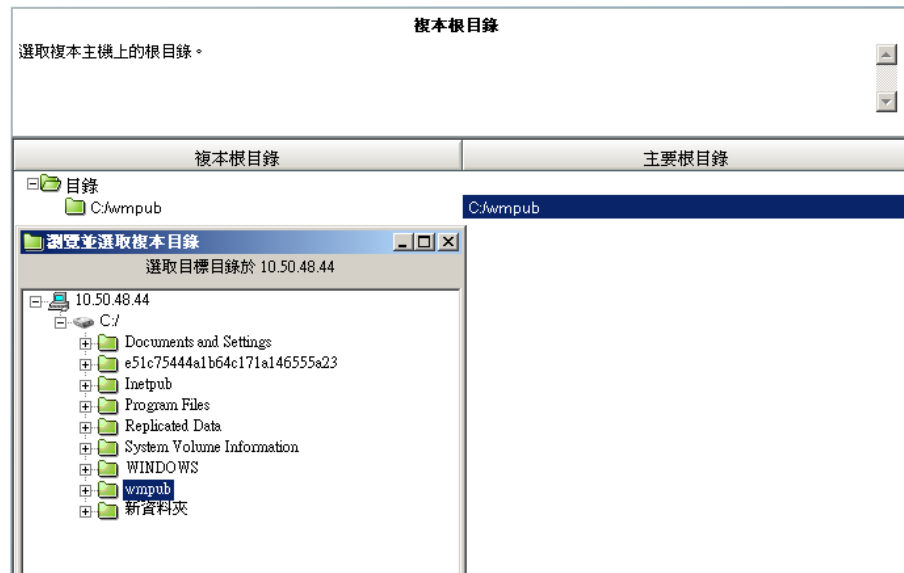 複本根目錄
選取複本主機上的根目錄。
複本根目錄 主要根目錄
目錄
C:/wmpub C:/wmpub
瀏覽並選取複本目錄
選取目標目錄於 10.50.48.44
10.50.48.44
C:/
Documents and Settings
e51c75444a1b64c171a146555a23
Inetpub
Program Files
Replicated Data
System Volume Information
WINDOWS
wmpub
新資料夾